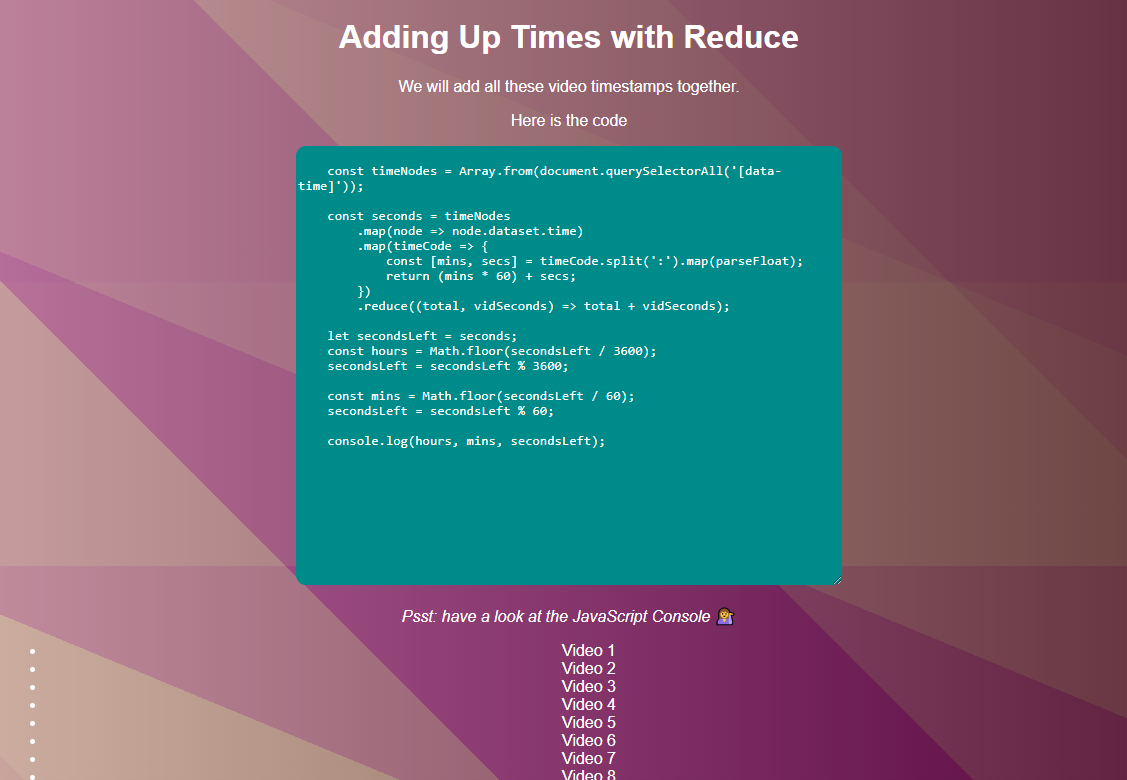 Adding Up Times with Reduce
We will add all these video timestamps together.
Here is the code
const timeNodes = Array.from(document.querySelectorAll('[data-
time]'));
const seconds = timeNodes
.map(node => node.dataset.time)
.map(timeCode => {
const [mins, secs] = timeCode.split(':').map(parseFloat);
return (mins * 60) + secs;
})
.reduce((total, vidSeconds) => total + vidSeconds);
let secondsLeft = seconds;
const hours = Math.floor(secondsLeft / 3600);
secondsLeft = secondsLeft % 3600;
const mins = Math.floor(secondsLeft / 60);
secondsLeft = secondsLeft % 60;
console.log(hours, mins, secondsLeft);
Psst: have a look at the JavaScript Console 💁
Video 1
Video 2
Video 3
Video 4
Video 5
Video 6
Video 7
Video 8